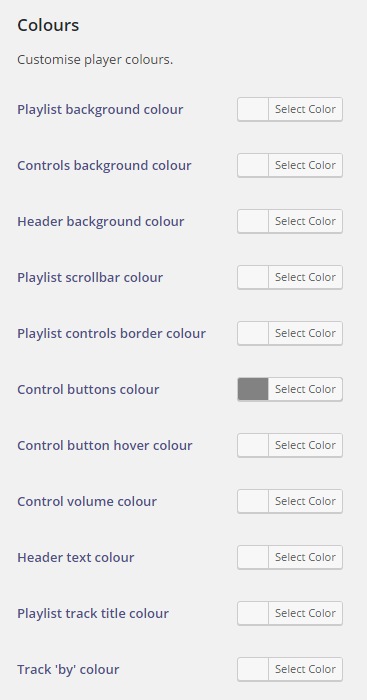 Colours
Customise player colours.
Playlist background colour Select Color
Controls background colour Select Color
Header background colour Select Color
Playlist scrollbar colour Select Color
Playlist controls border colour Select Color
Control buttons colour Select Color
Control button hover colour Select Color
Control volume colour Select Color
Header text colour Select Color
Playlist track title colour Select Color
Track 'by' colour Select Color